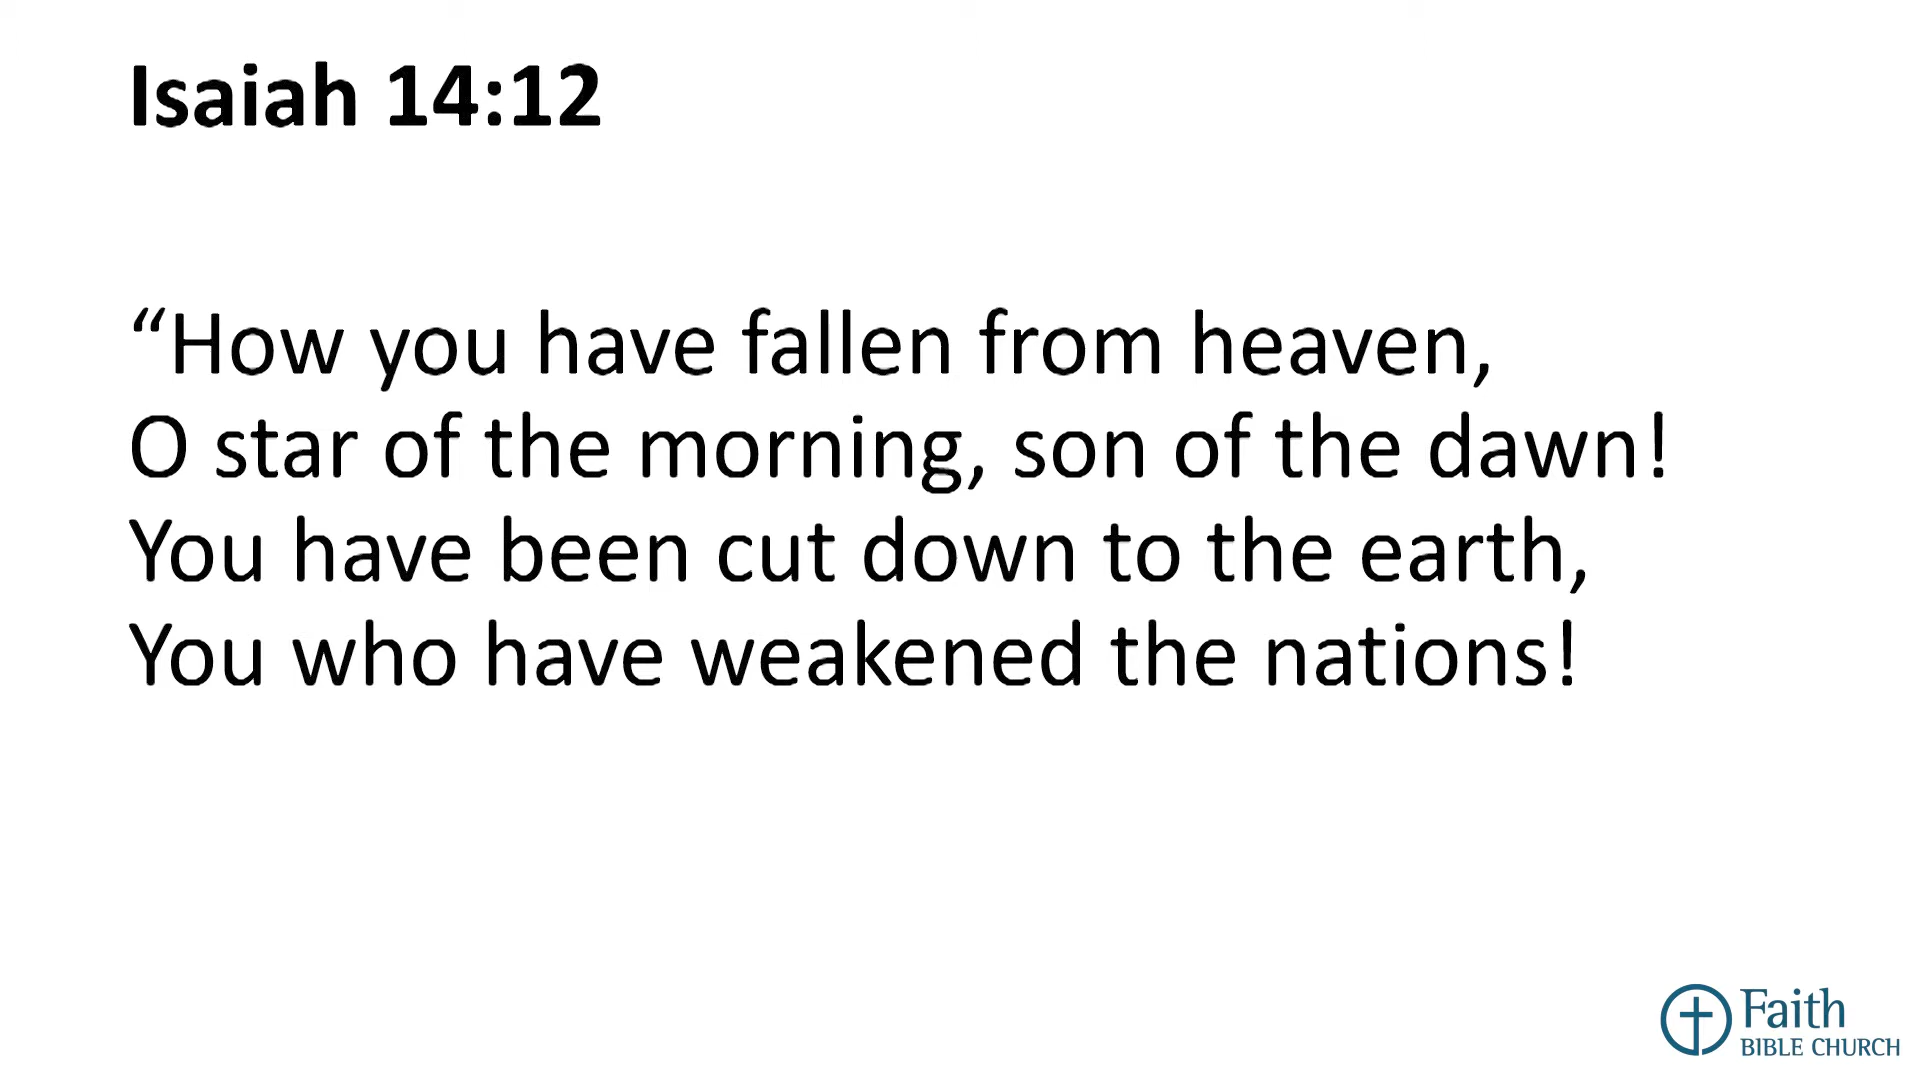 Isaiah 14:12
“How you have fallen from heaven,
O star of the morning, son of the dawn!
You have been cut down to the earth,
You who have weakened the nations!
Faith
BIBLE CHURCH